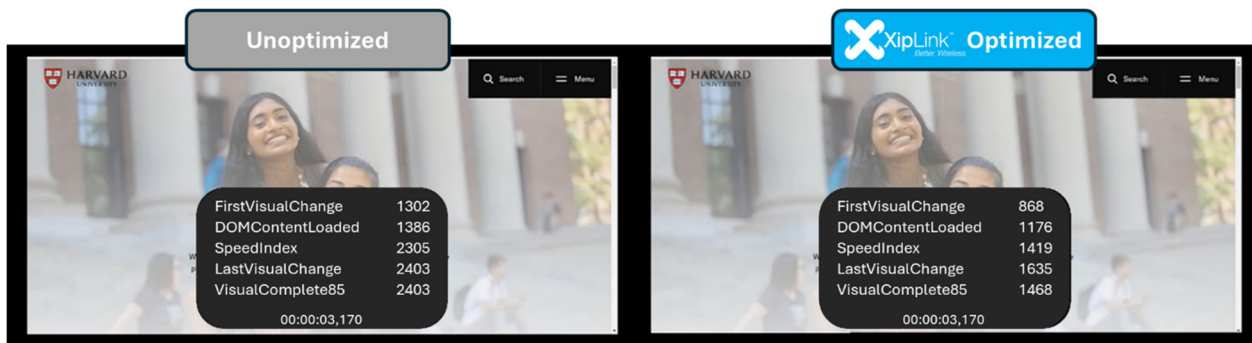 Unoptimized
XipLink™ Optimized
Better Wireless
HARVARD
UNIVERSITY
Search
Menu
FirstVisualChange 1302
DOMContentLoaded 1386
SpeedIndex 2305
LastVisualChange 2403
VisualComplete85 2403
00:00:03,170
HARVARD
UNIVERSITY
Search
Menu
FirstVisualChange 868
DOMContentLoaded 1176
SpeedIndex 1419
LastVisualChange 1635
VisualComplete85 1468
00:00:03,170